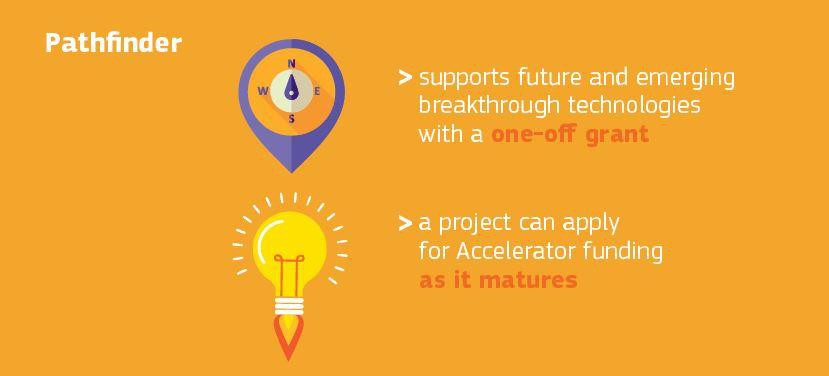 Pathfinder
N
W E
S
> supports future and emerging
breakthrough technologies
with a one-off grant
> a project can apply
for Accelerator funding
as it matures